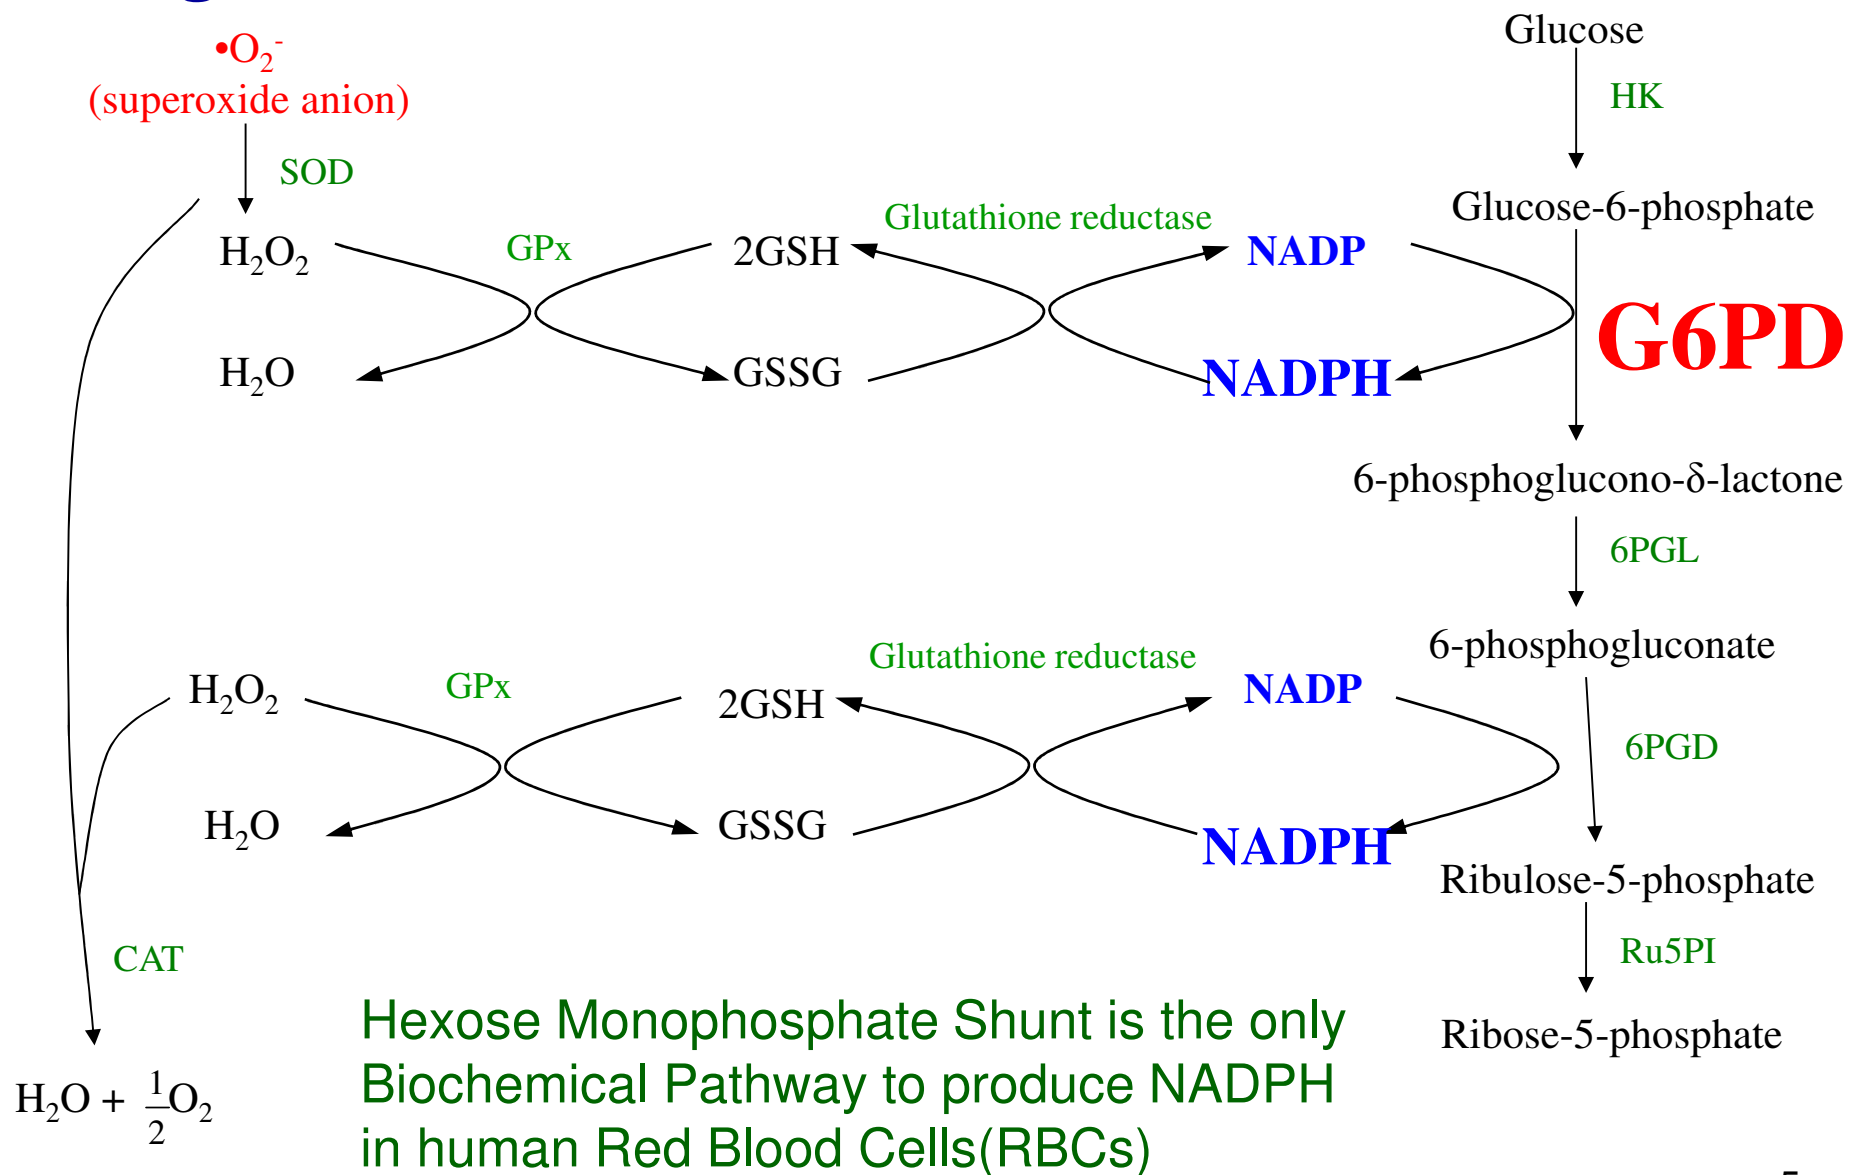 •O₂⁻
(superoxide anion)
SOD
Glucose
HK
Glucose-6-phosphate
H₂O₂
GPx
2GSH
Glutathione reductase
NADP
G6PD
H₂O
GSSG
NADPH
6-phosphoglucono-δ-lactone
6PGL
6-phosphogluconate
H₂O₂
GPx
2GSH
Glutathione reductase
NADP
6PGD
H₂O
GSSG
NADPH
Ribulose-5-phosphate
Ru5PI
Ribose-5-phosphate
CAT
H₂O + 1/2 O₂
Hexose Monophosphate Shunt is the only
Biochemical Pathway to produce NADPH
in human Red Blood Cells(RBCs)